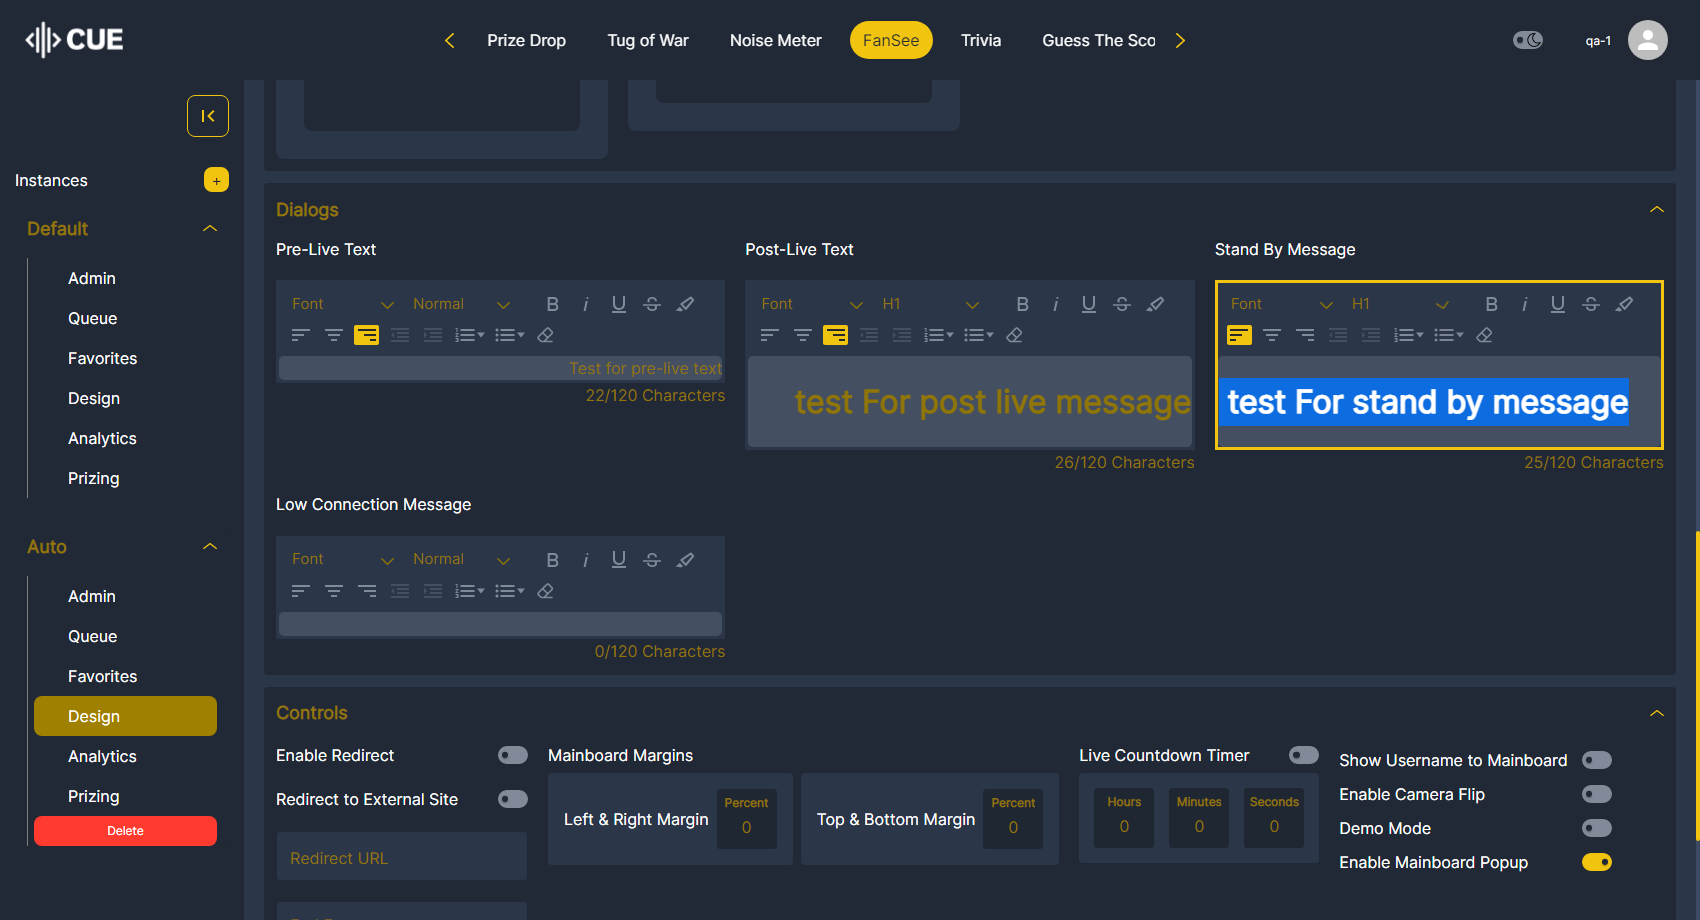 CUE
Prize Drop
Tug of War
Noise Meter
FanSee
Trivia
Guess The Sco
qa-1
Instances
+
Default
Admin
Queue
Favorites
Design
Analytics
Prizing
Auto
Admin
Queue
Favorites
Design
Analytics
Prizing
Delete
Dialogs
Pre-Live Text
Font
Normal
B
i
U
S
Test for pre-live text
22/120 Characters
Post-Live Text
Font
H1
B
i
U
S
test For post live message
26/120 Characters
Stand By Message
Font
H1
B
i
U
S
test For stand by message
25/120 Characters
Low Connection Message
Font
Normal
B
i
U
S
0/120 Characters
Controls
Enable Redirect
Redirect to External Site
Redirect URL
Mainboard Margins
Left & Right Margin
Percent
0
Top & Bottom Margin
Percent
0
Live Countdown Timer
Hours
0
Minutes
0
Seconds
0
Show Username to Mainboard
Enable Camera Flip
Demo Mode
Enable Mainboard Popup